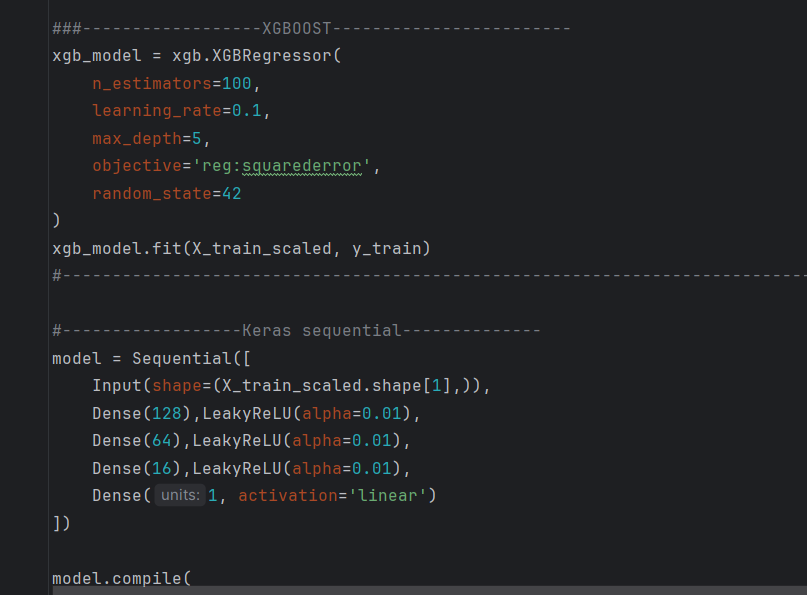 ###------------------XGBOOST------------------------
xgb_model = xgb.XGBRegressor(
    n_estimators=100,
    learning_rate=0.1,
    max_depth=5,
    objective='reg:squarederror',
    random_state=42
)
xgb_model.fit(X_train_scaled, y_train)
#---------------------------------------------------------------------------
#------------------Keras sequential--------------
model = Sequential([
    Input(shape=(X_train_scaled.shape[1],)),
    Dense(128),LeakyReLU(alpha=0.01),
    Dense(64),LeakyReLU(alpha=0.01),
    Dense(16),LeakyReLU(alpha=0.01),
    Dense( units: 1, activation='linear')
])
model.compile(